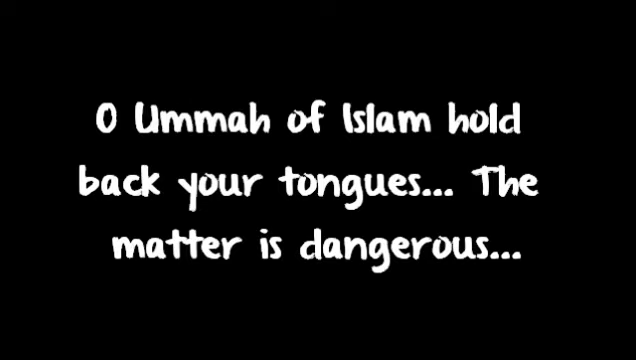 O Ummah of Islam hold
back your tongues... The
matter is dangerous...